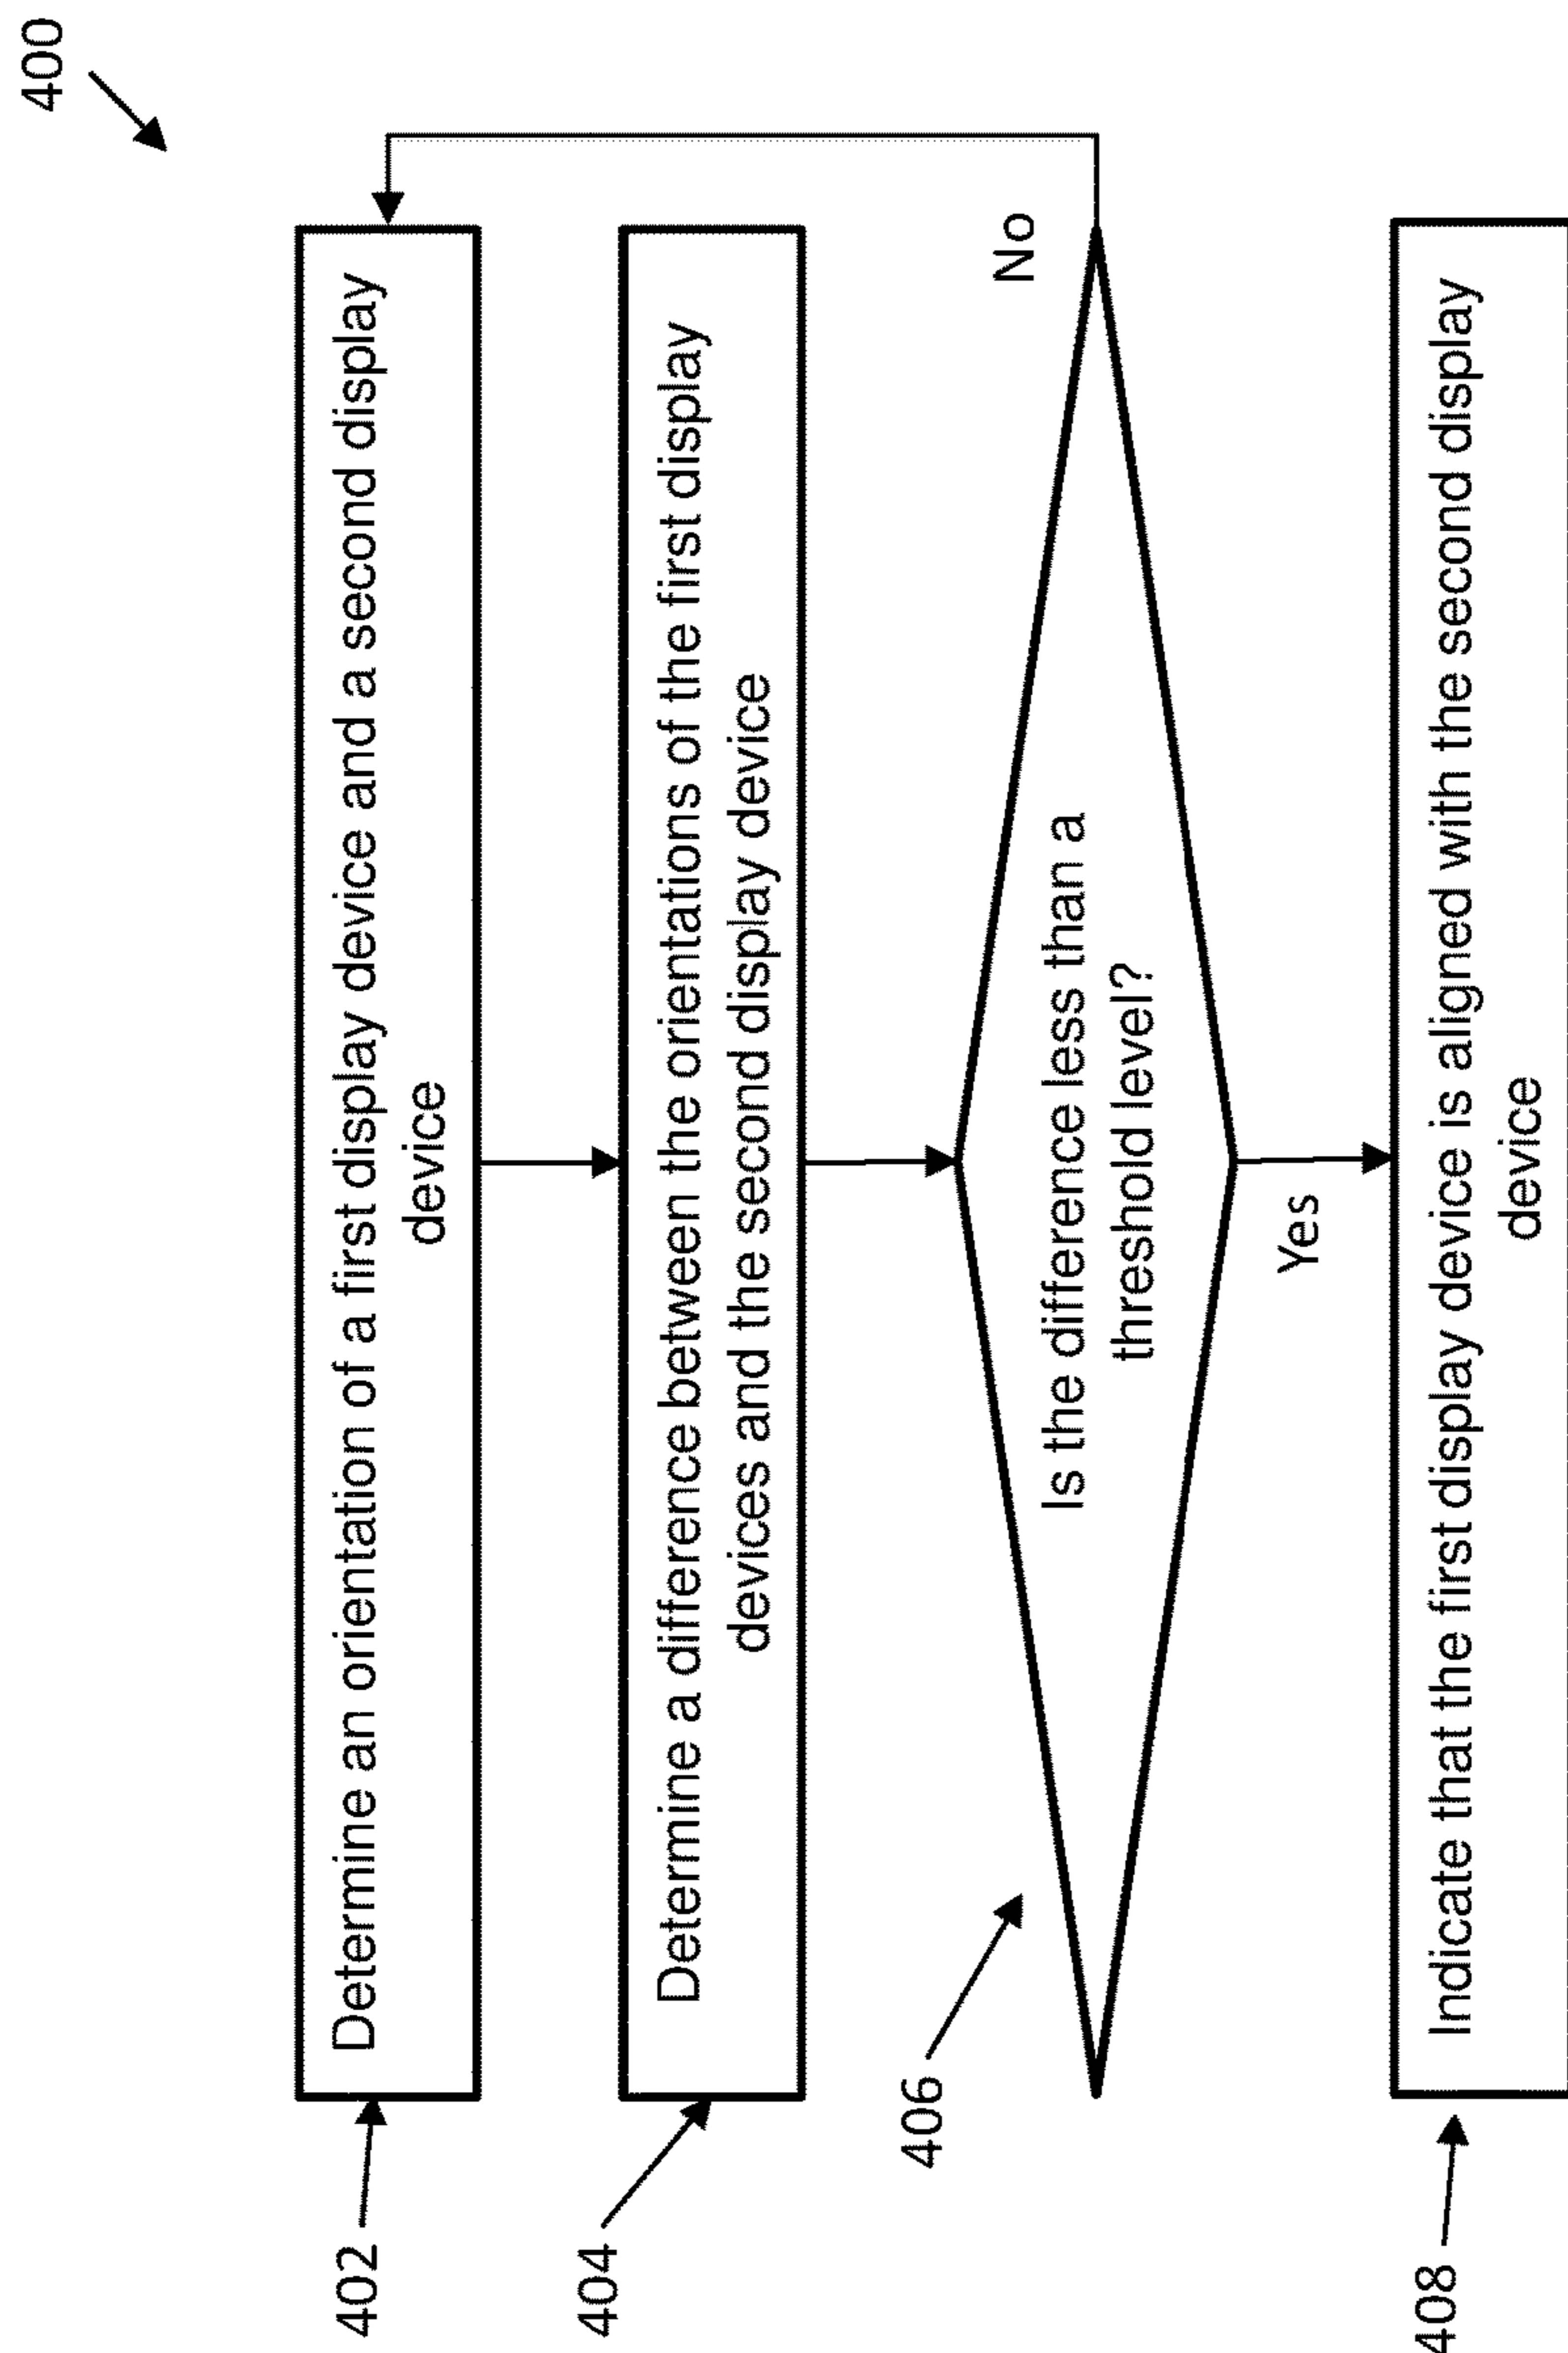 400
402
Determine an orientation of a first display device and a second display
device
404
Determine a difference between the orientations of the first display
devices and the second display device
406
Is the difference less than a
threshold level?
No
Yes
408
Indicate that the first display device is aligned with the second display
device